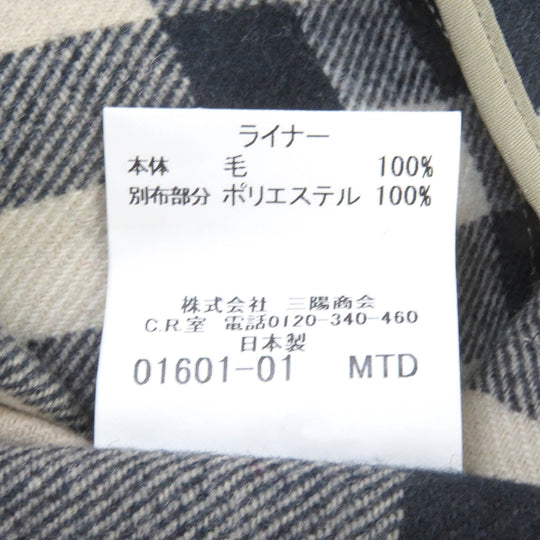 ライナー
本体 毛 100%
別布部分 ポリエステル 100%
株式会社 三陽商会
C.R.室 電話0120-340-460
日本製
01601-01 MTD